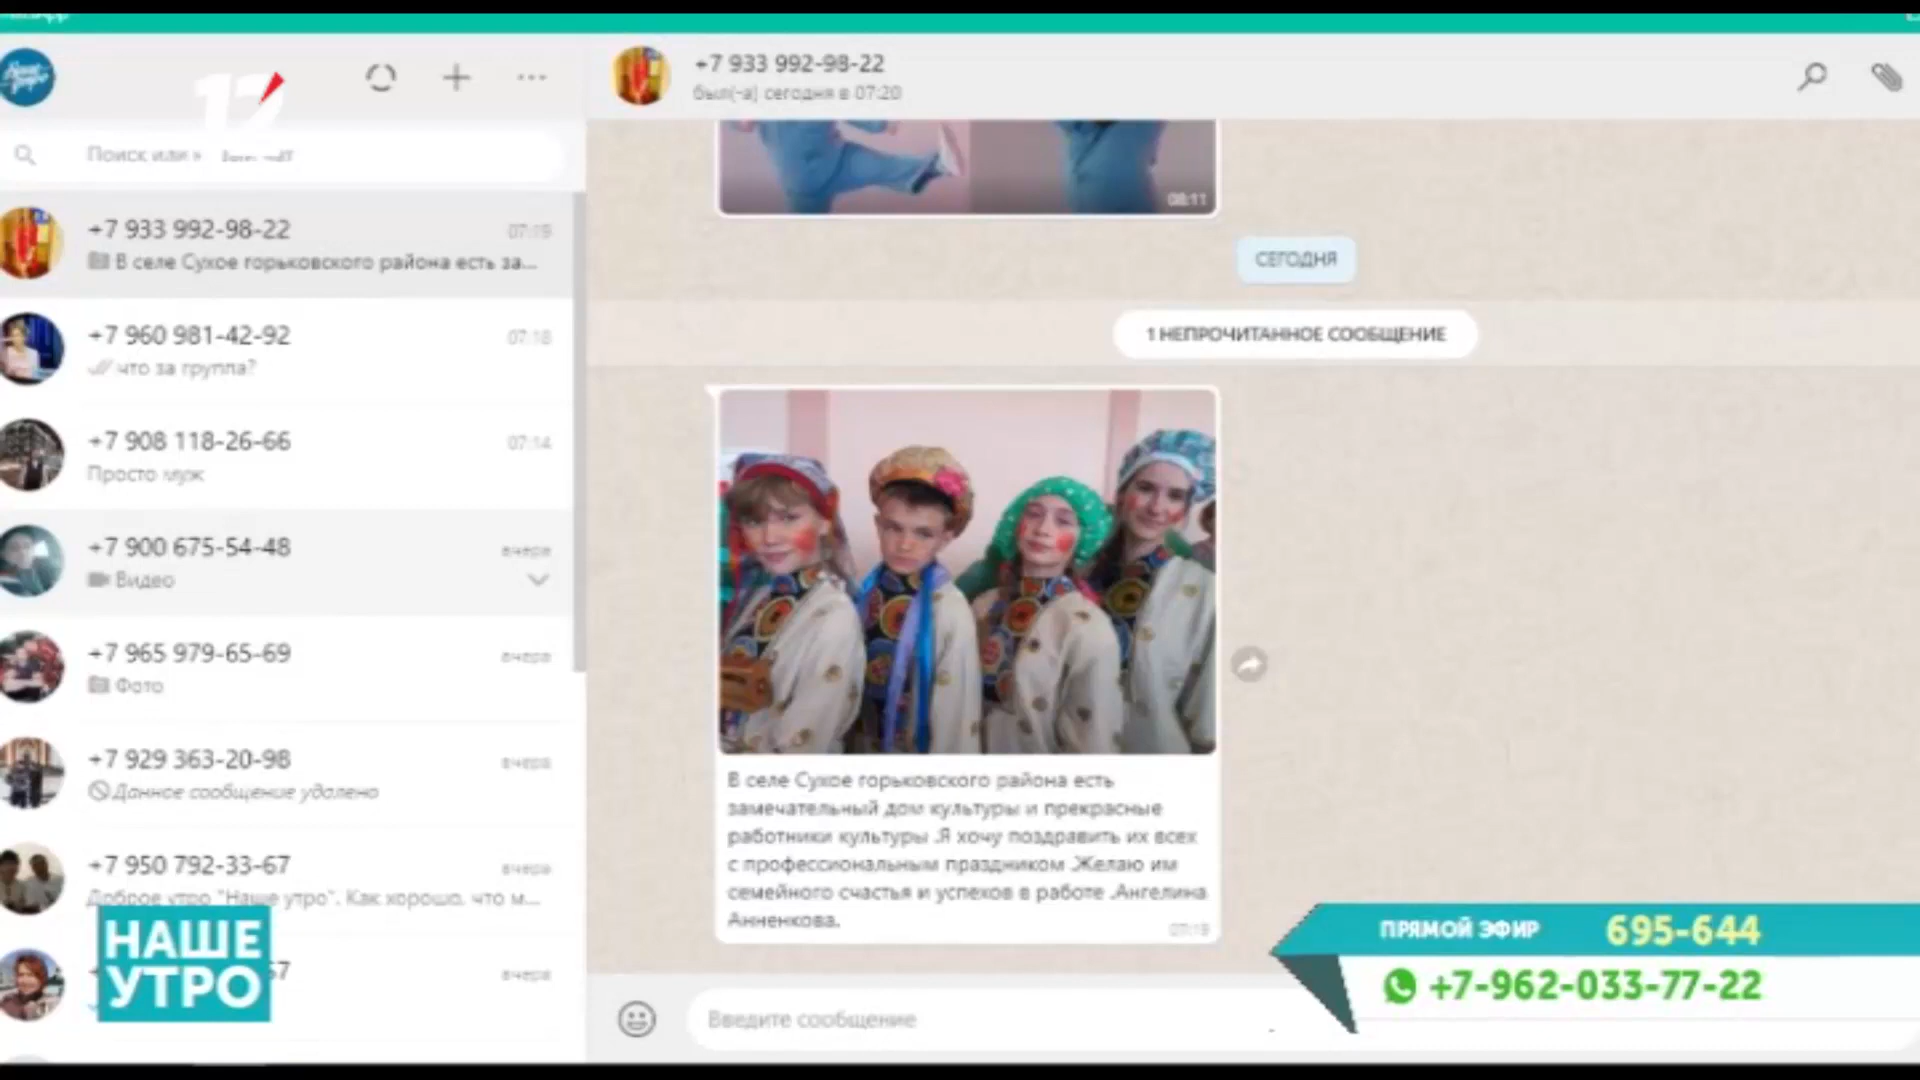 12
Поиск или н
+7 933 992-98-22
07:19
В селе Сухое горьковского района есть за...
+7 960 981-42-92
07:18
что за группа?
+7 908 118-26-66
07:14
Просто муж
+7 900 675-54-48
вчера
Видео
+7 965 979-65-69
вчера
Фото
+7 929 363-20-98
вчера
Данное сообщение удалено
+7 950 792-33-67
вчера
Доброе утро "Наше утро". Как хорошо, что м...
вчера
НАШЕ
УТРО
+7 933 992-98-22
был(-а) сегодня в 07:20
08:11
СЕГОДНЯ
1 НЕПРОЧИТАННОЕ СООБЩЕНИЕ
В селе Сухое горьковского района есть
замечательный дом культуры и прекрасные
работники культуры .Я хочу поздравить их всех
с профессиональным праздником .Желаю им
семейного счастья и успехов в работе .Ангелина
Анненкова.
07:19
Введите сообщение
ПРЯМОЙ ЭФИР 695-644
+7-962-033-77-22